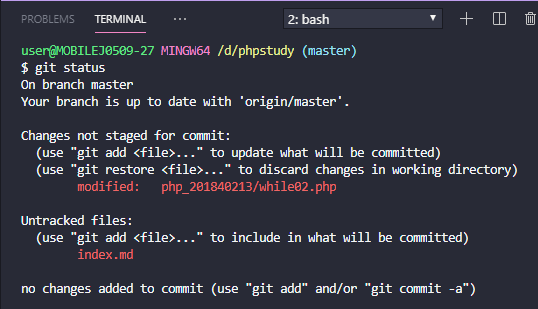 PROBLEMS TERMINAL ... 2: bash
user@MOBILEJ0509-27 MINGW64 /d/phpstudy (master)
$ git status
On branch master
Your branch is up to date with 'origin/master'.

Changes not staged for commit:
  (use "git add <file>..." to update what will be committed)
  (use "git restore <file>..." to discard changes in working directory)
        modified:   php_201840213/while02.php

Untracked files:
  (use "git add <file>..." to include in what will be committed)
        index.md

no changes added to commit (use "git add" and/or "git commit -a")